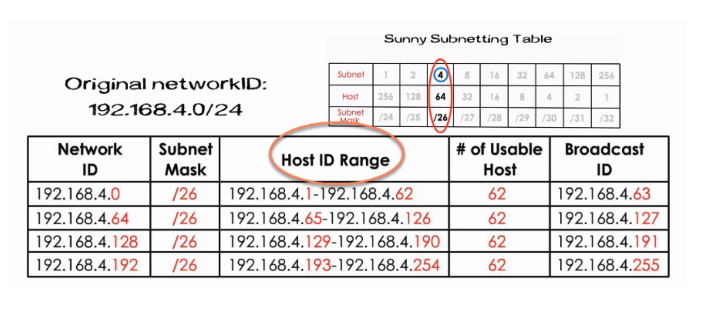 Sunny Subnetting Table
Original networkID:
192.168.4.0/24
Subnet 1 2 4 8 16 32 64 128 256
Host 256 128 64 32 16 8 4 2 1
Subnet Mask /24 /25 /26 /27 /28 /29 /30 /31 /32
Network ID Subnet Mask Host ID Range # of Usable Host Broadcast ID
192.168.4.0 /26 192.168.4.1-192.168.4.62 62 192.168.4.63
192.168.4.64 /26 192.168.4.65-192.168.4.126 62 192.168.4.127
192.168.4.128 /26 192.168.4.129-192.168.4.190 62 192.168.4.191
192.168.4.192 /26 192.168.4.193-192.168.4.254 62 192.168.4.255